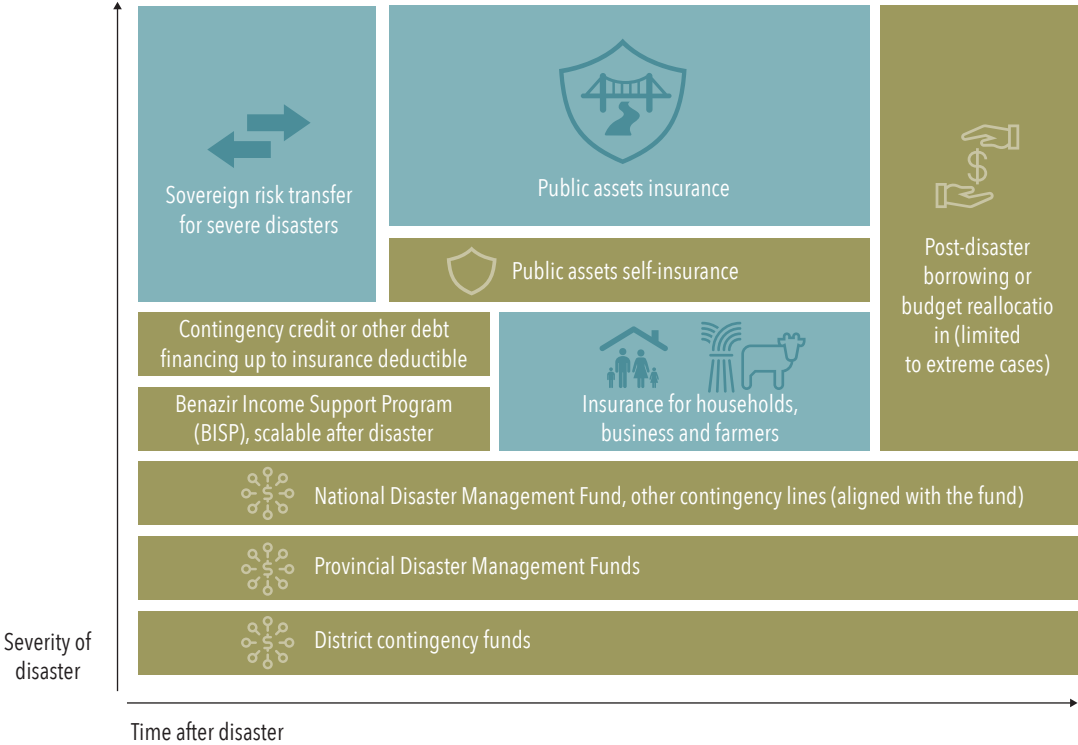 Sovereign risk transfer
for severe disasters
Public assets insurance
Public assets self-insurance
Post-disaster
borrowing or
budget reallocatio
in (limited
to extreme cases)
Contingency credit or other debt
financing up to insurance deductible
Benazir Income Support Program
(BISP), scalable after disaster
Insurance for households,
business and farmers
National Disaster Management Fund, other contingency lines (aligned with the fund)
Provincial Disaster Management Funds
District contingency funds
Severity of
disaster
Time after disaster